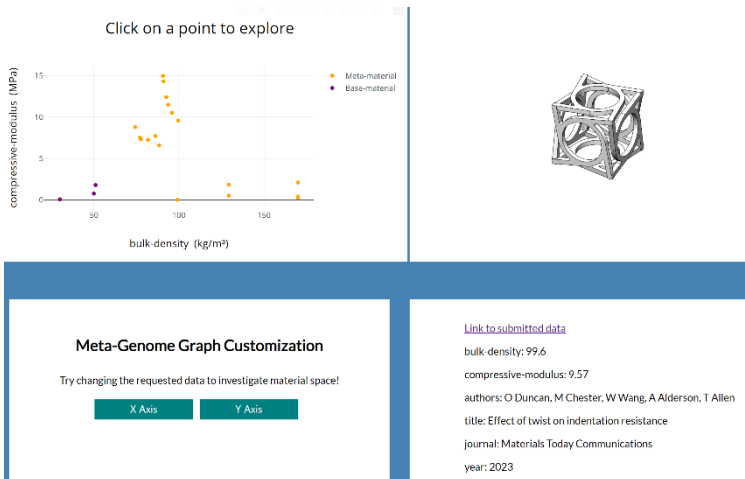 Click on a point to explore
compressive-modulus (MPa)
15
10
5
0
50
100
150
bulk-density (kg/m³)
Meta-material
Base-material
Meta-Genome Graph Customization
Try changing the requested data to investigate material space!
X Axis
Y Axis
Link to submitted data
bulk-density: 99.6
compressive-modulus: 9.57
authors: O Duncan, M Chester, W Wang, A Alderson, T Allen
title: Effect of twist on indentation resistance
journal: Materials Today Communications
year: 2023